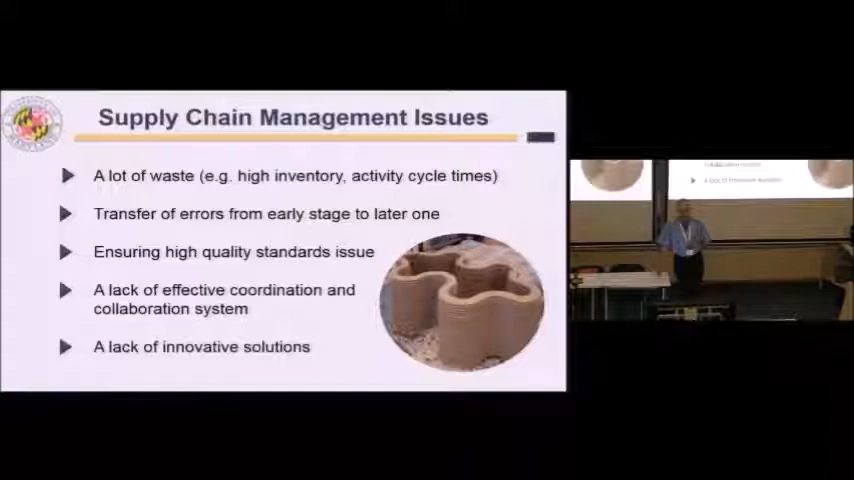 Supply Chain Management Issues
A lot of waste (e.g. high inventory, activity cycle times)
Transfer of errors from early stage to later one
Ensuring high quality standards issue
A lack of effective coordination and
collaboration system
A lack of innovative solutions